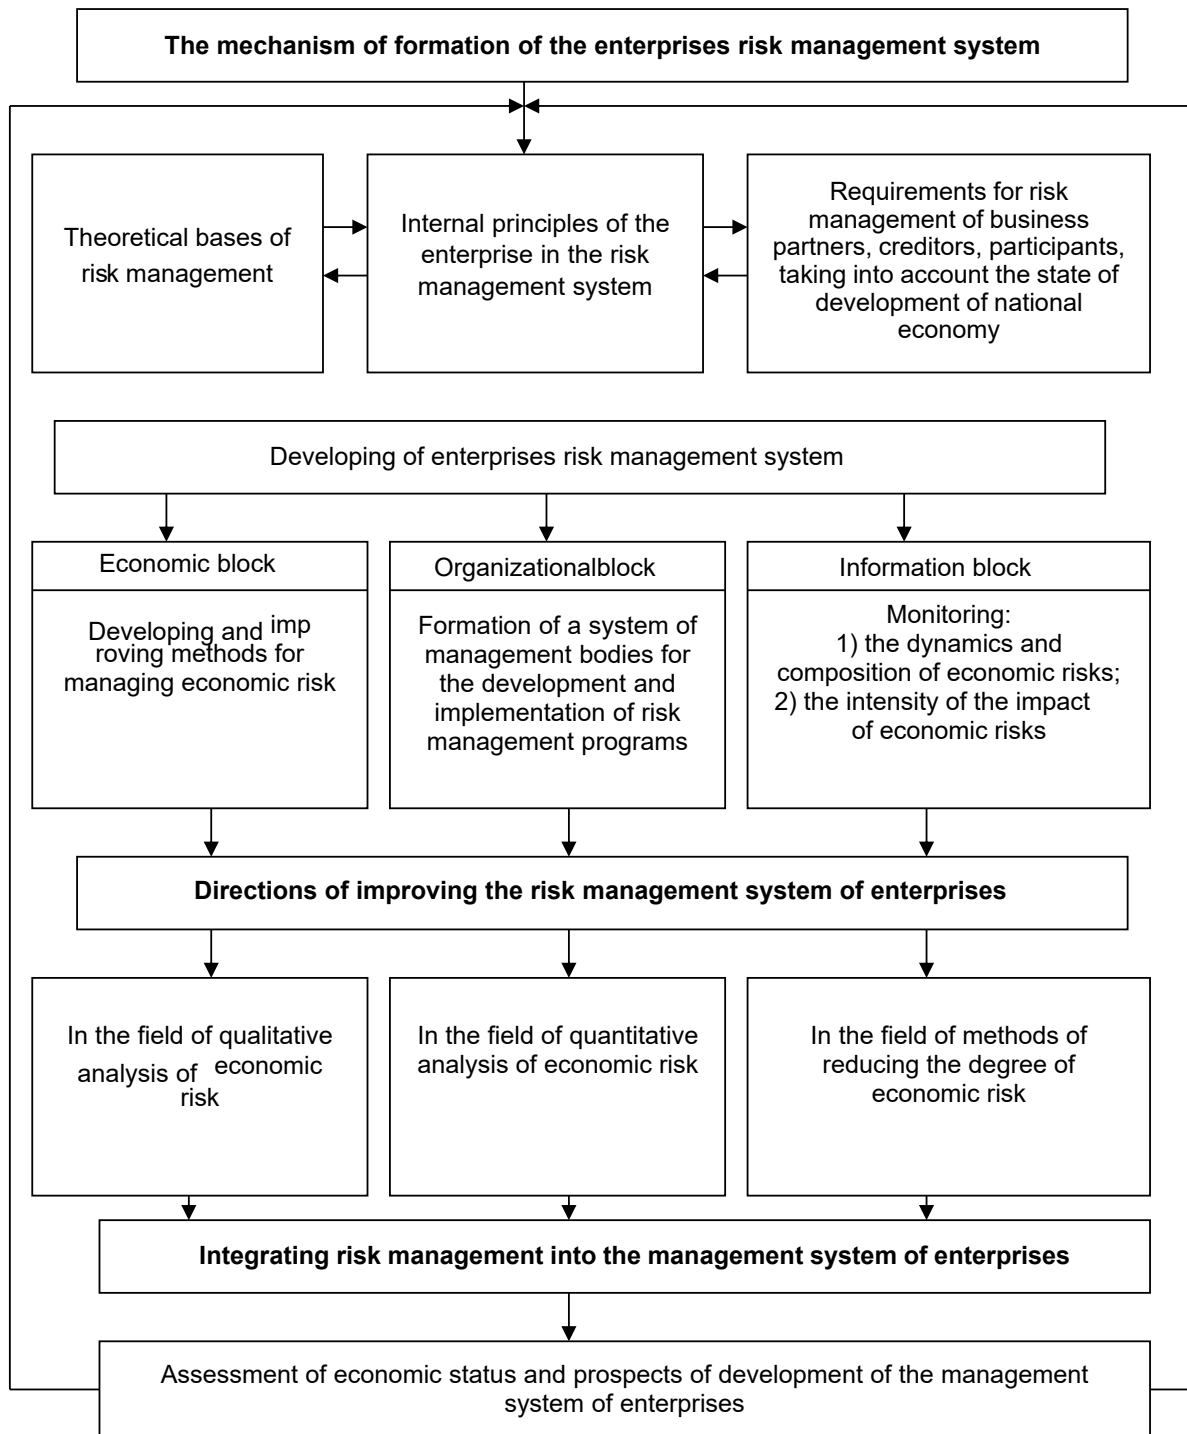 The mechanism of formation of the enterprises risk management system
Theoretical bases of
risk management
Internal principles of the
enterprise in the risk
management system
Requirements for risk
management of business
partners, creditors, participants,
taking into account the state of
development of national
economy
Developing of enterprises risk management system
Economic block
Developing and imp
roving methods for
managing economic risk
Organizationalblock
Formation of a system of
management bodies for
the development and
implementation of risk
management programs
Information block
Monitoring:
1) the dynamics and
composition of economic risks;
2) the intensity of the impact
of economic risks
Directions of improving the risk management system of enterprises
In the field of qualitative
analysis of economic
risk
In the field of quantitative
analysis of economic risk
In the field of methods of
reducing the degree of
economic risk
Integrating risk management into the management system of enterprises
Assessment of economic status and prospects of development of the management
system of enterprises